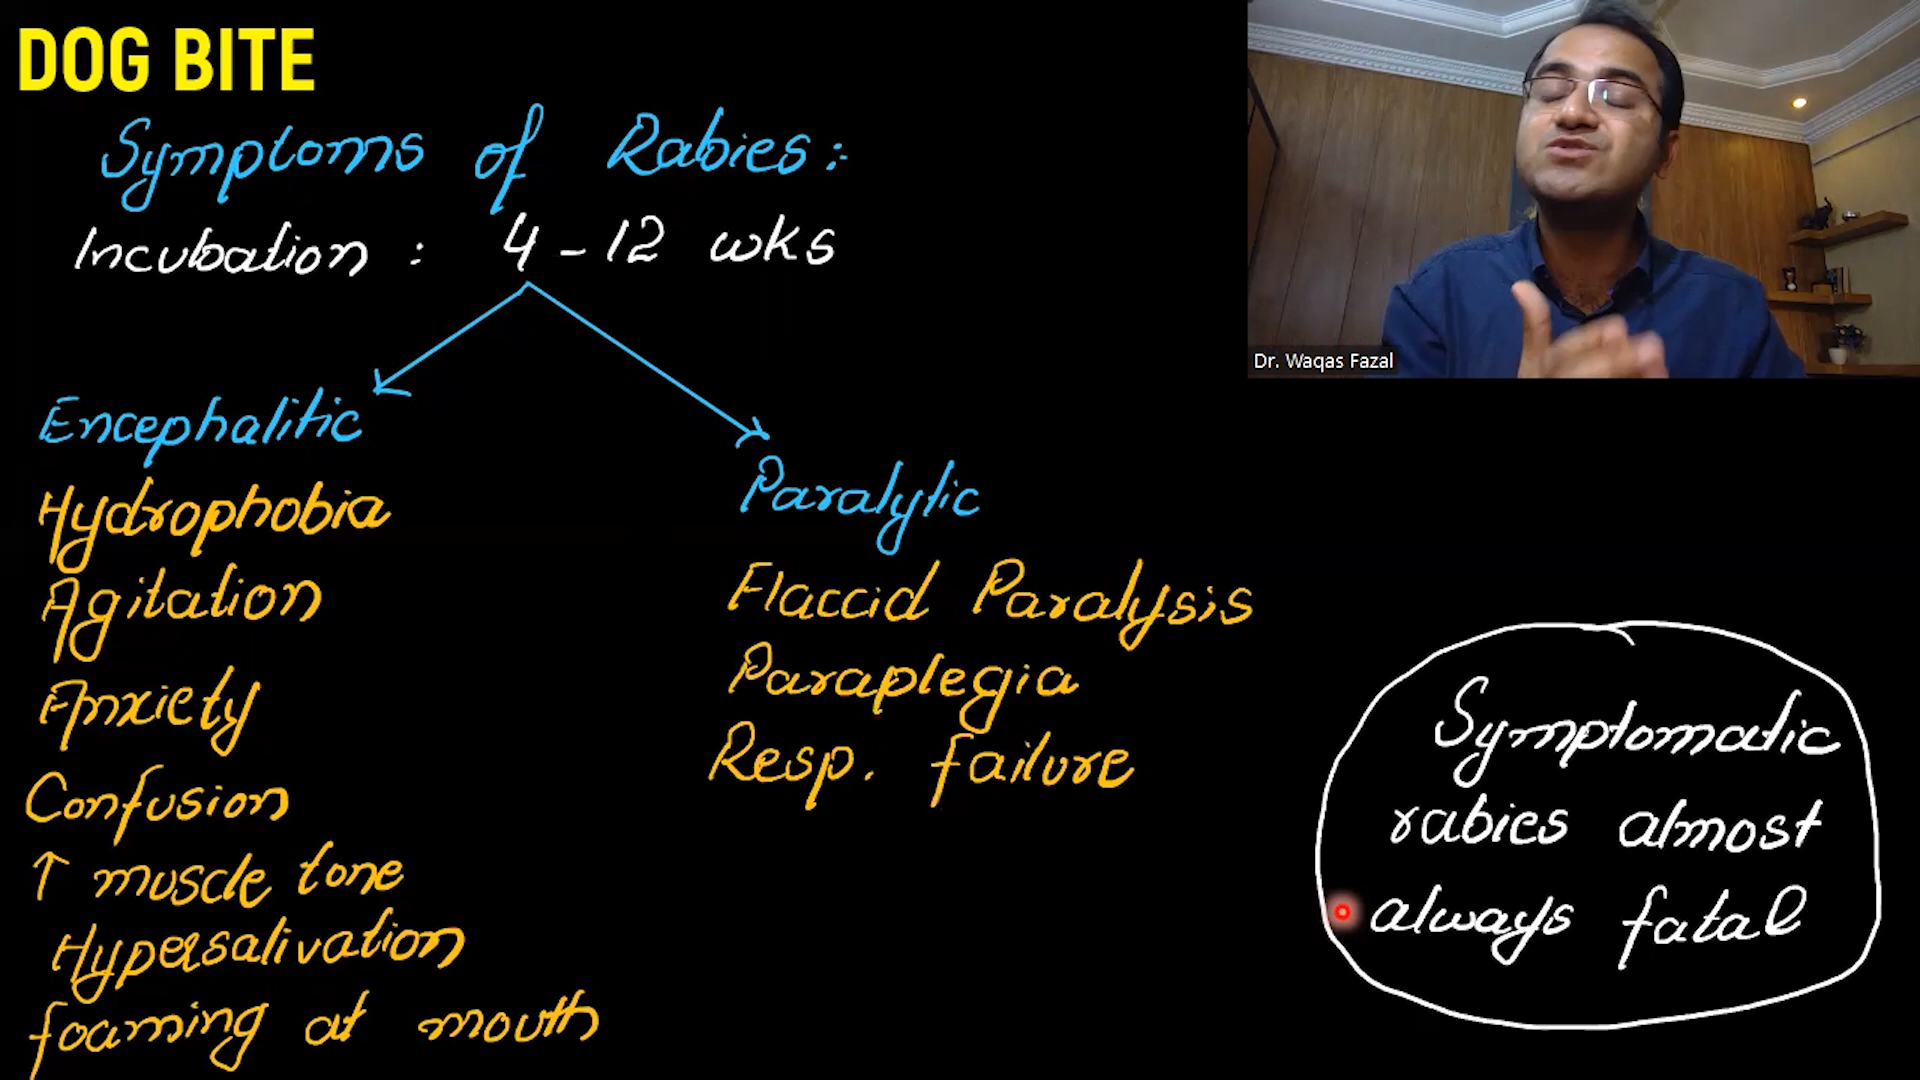 DOG BITE
Symptoms of Rabies:-
Incubation : 4 - 12 wks
Encephalitic
Hydrophobia
Agitation
Anxiety
Confusion
↑ muscle tone
Hypersalivation
foaming at mouth
Paralytic
Flaccid Paralysis
Paraplegia
Resp. failure
Symptomatic
rabies almost
always fatal
Dr. Waqas Fazal